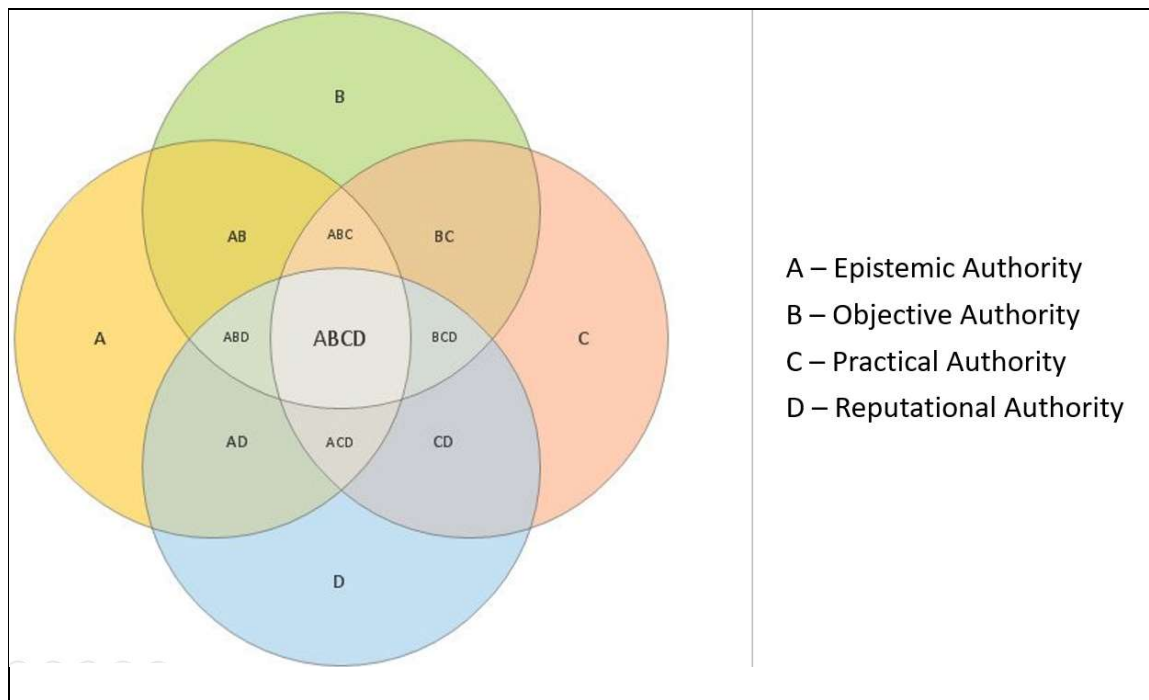 B
AB
ABC
BC
A
ABD
ABCD
BCD
C
AD
ACD
CD
D
A – Epistemic Authority
B – Objective Authority
C – Practical Authority
D – Reputational Authority